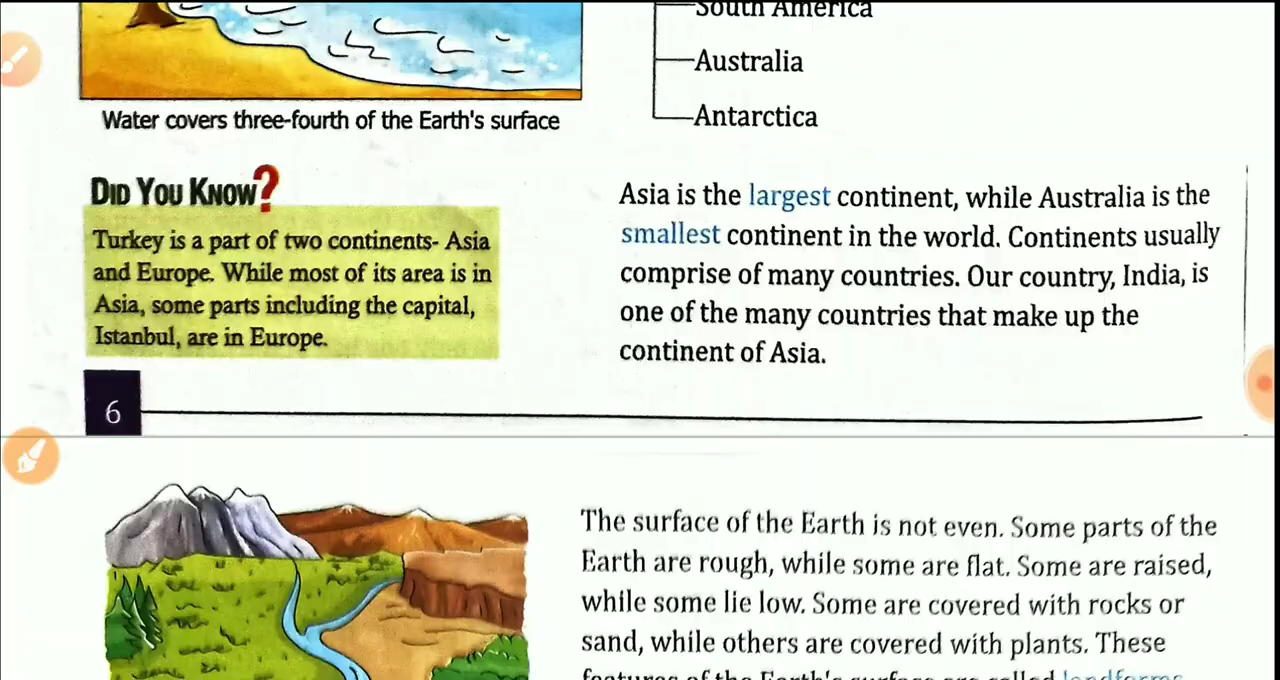 South America
Australia
Antarctica
Water covers three-fourth of the Earth's surface
DID YOU KNOW?
Turkey is a part of two continents- Asia
and Europe. While most of its area is in
Asia, some parts including the capital,
Istanbul, are in Europe.
Asia is the largest continent, while Australia is the
smallest continent in the world. Continents usually
comprise of many countries. Our country, India, is
one of the many countries that make up the
continent of Asia.
6
The surface of the Earth is not even. Some parts of the
Earth are rough, while some are flat. Some are raised,
while some lie low. Some are covered with rocks or
sand, while others are covered with plants. These
features of the Earth's surface are called landforms